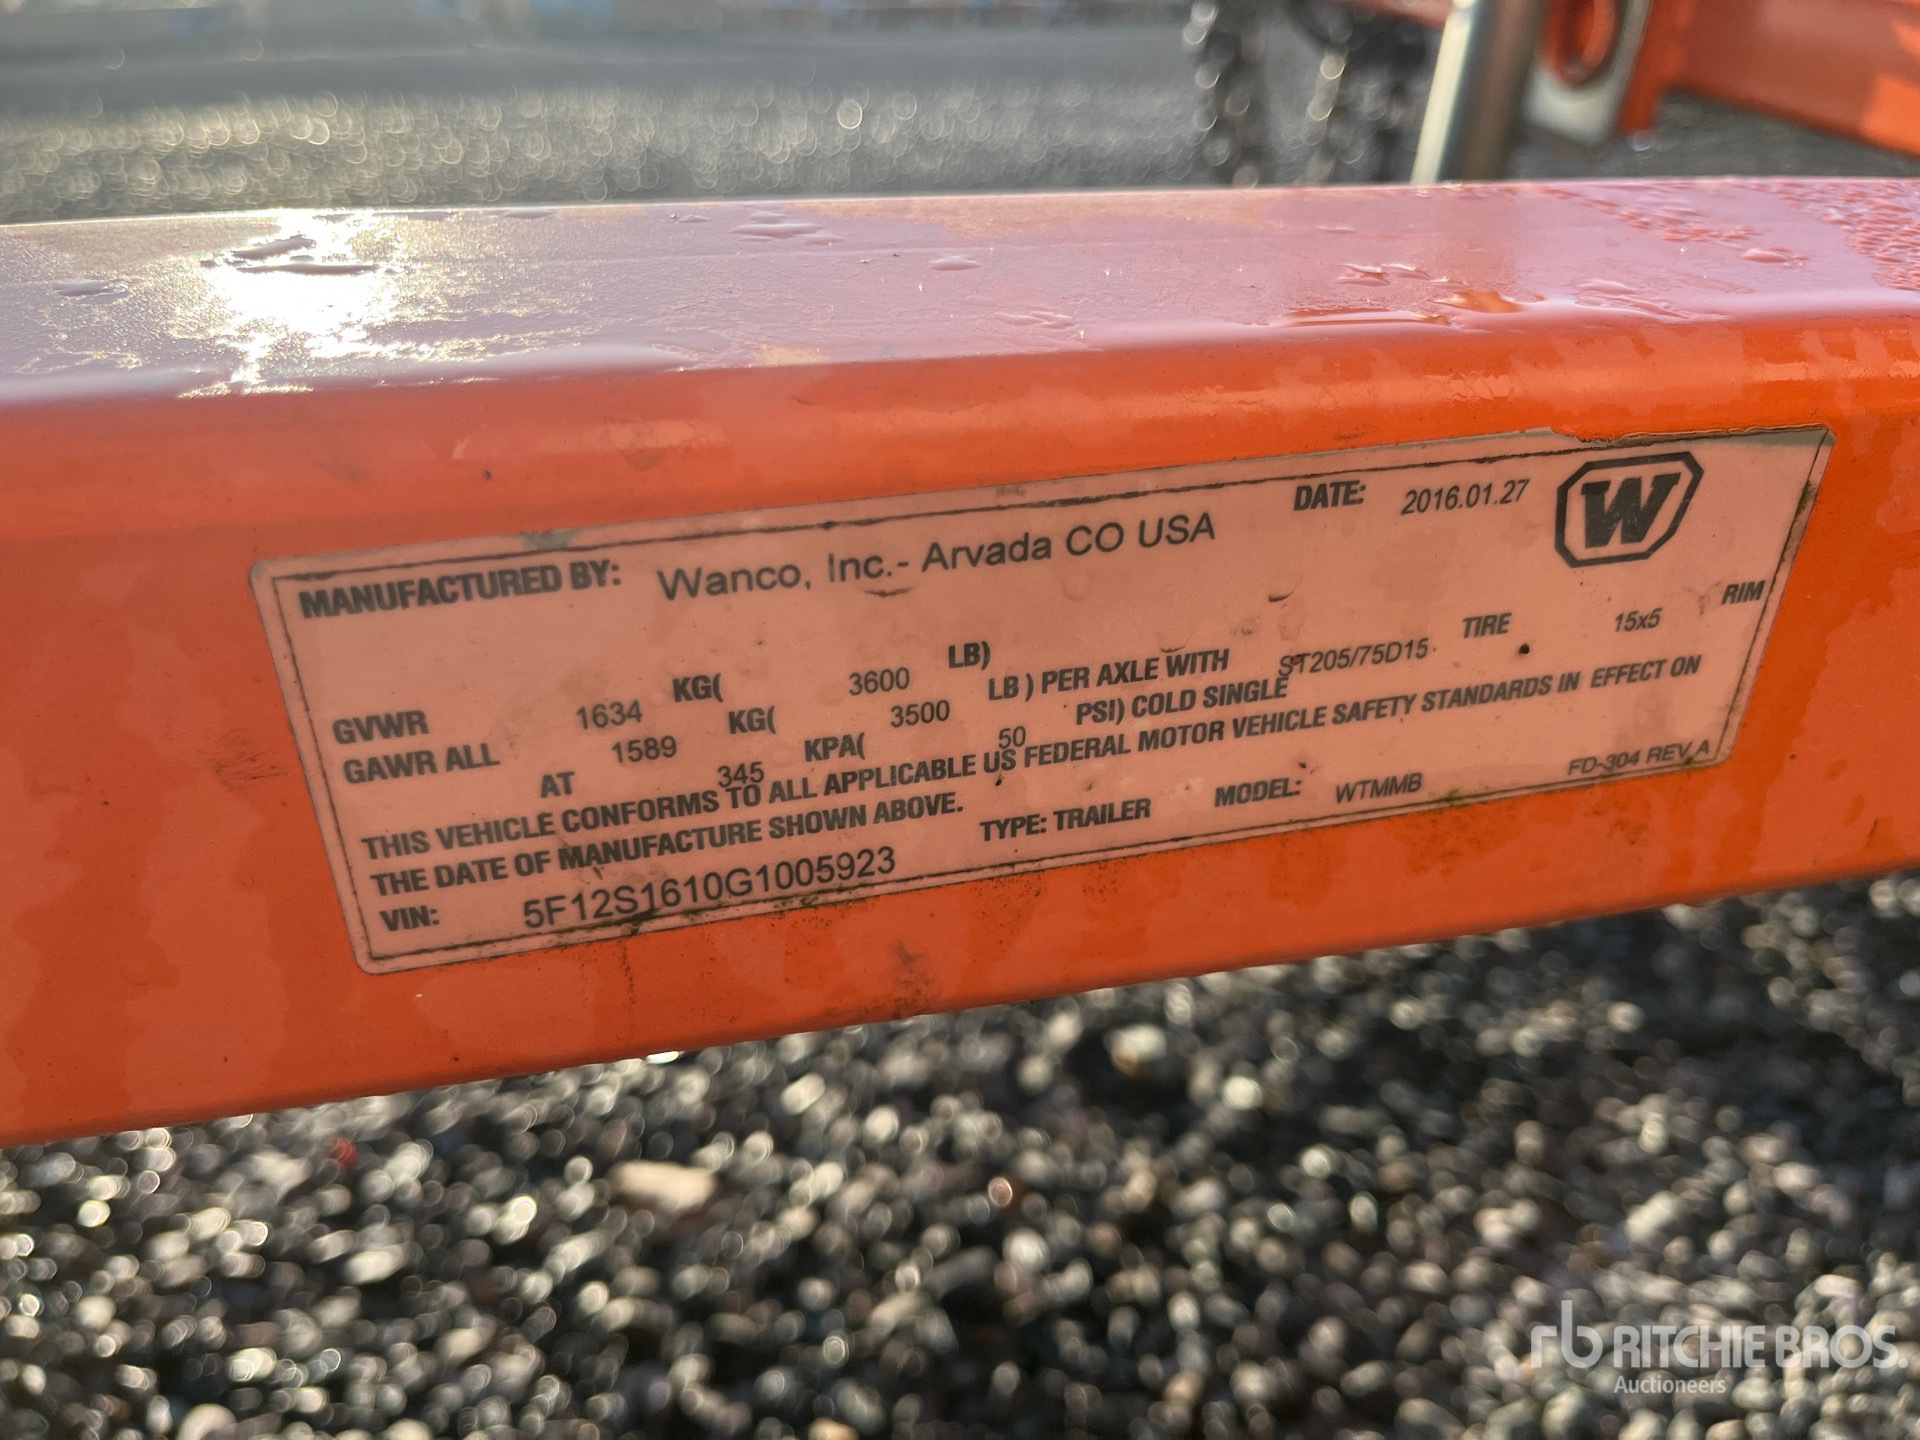 MANUFACTURED BY: Wanco, Inc.- Arvada CO USA DATE: 2016.01.27 W
GVWR 1634 KG( 3600 LB)
GAWR ALL 1589 KG( 3500 LB ) PER AXLE WITH ST205/75D15 TIRE 15x5 RIM
AT 345 KPA( 50 PSI) COLD SINGLE
THIS VEHICLE CONFORMS TO ALL APPLICABLE US FEDERAL MOTOR VEHICLE SAFETY STANDARDS IN EFFECT ON
THE DATE OF MANUFACTURE SHOWN ABOVE.
VIN: 5F12S1610G1005923 TYPE: TRAILER MODEL: WTMMB FD-304 REV A
rb RITCHIE BROS.
Auctioneers